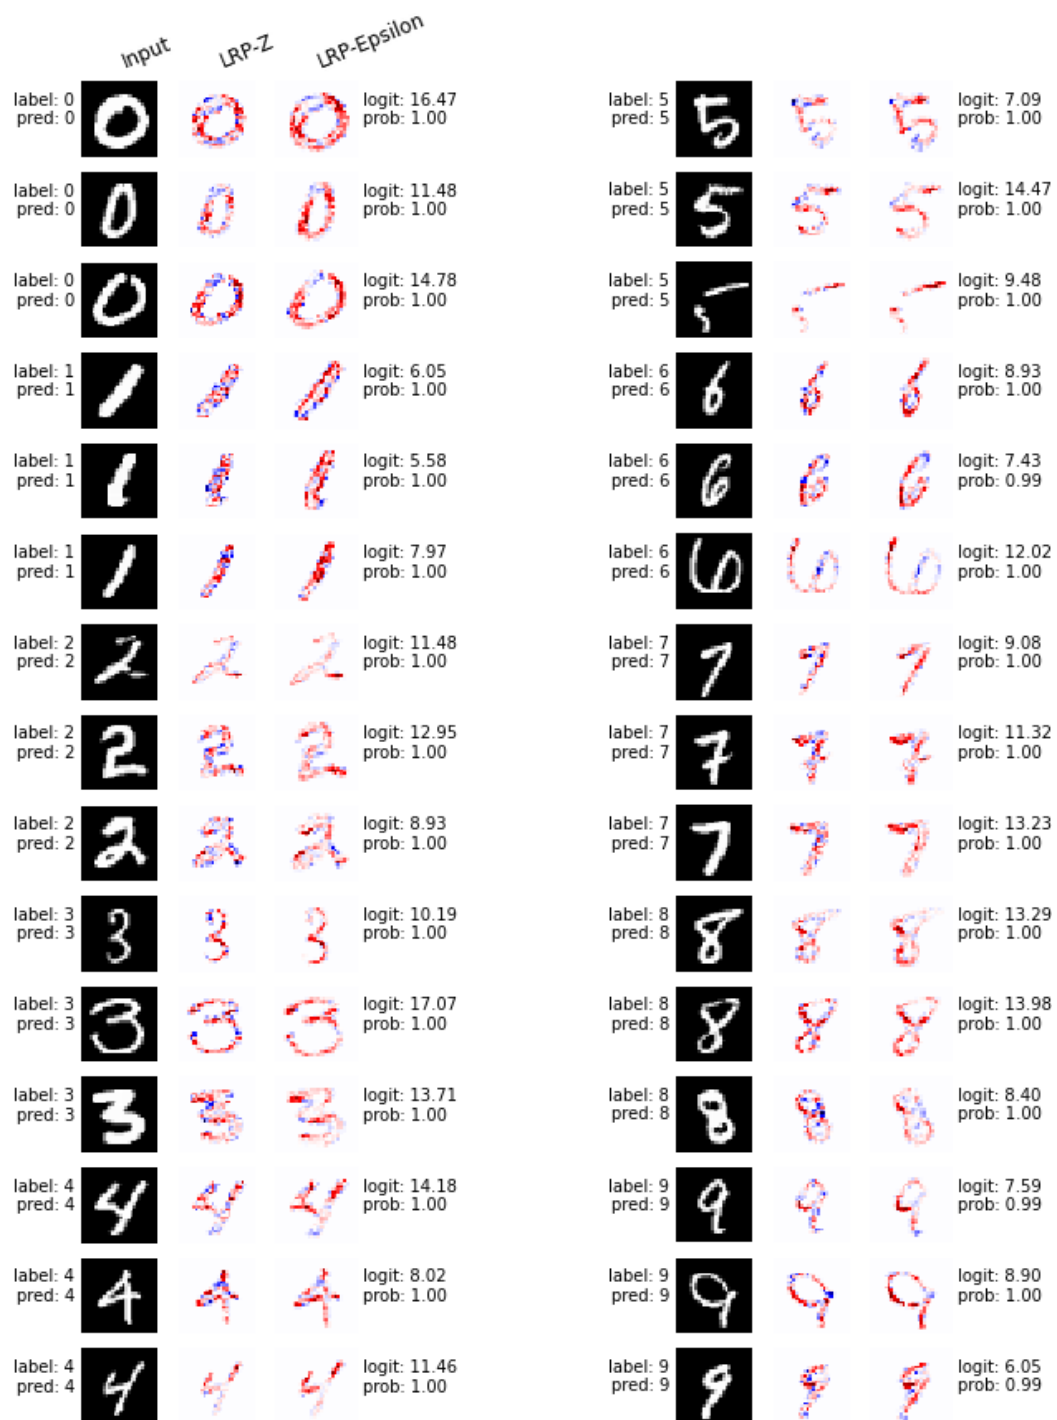 Input LRP-Z LRP-Epsilon
label: 0
pred: 0
logit: 16.47
prob: 1.00
label: 0
pred: 0
logit: 11.48
prob: 1.00
label: 0
pred: 0
logit: 14.78
prob: 1.00
label: 1
pred: 1
logit: 6.05
prob: 1.00
label: 1
pred: 1
logit: 5.58
prob: 1.00
label: 1
pred: 1
logit: 7.97
prob: 1.00
label: 2
pred: 2
logit: 11.48
prob: 1.00
label: 2
pred: 2
logit: 12.95
prob: 1.00
label: 2
pred: 2
logit: 8.93
prob: 1.00
label: 3
pred: 3
logit: 10.19
prob: 1.00
label: 3
pred: 3
logit: 17.07
prob: 1.00
label: 3
pred: 3
logit: 13.71
prob: 1.00
label: 4
pred: 4
logit: 14.18
prob: 1.00
label: 4
pred: 4
logit: 8.02
prob: 1.00
label: 4
pred: 4
logit: 11.46
prob: 1.00
label: 5
pred: 5
logit: 7.09
prob: 1.00
label: 5
pred: 5
logit: 14.47
prob: 1.00
label: 5
pred: 5
logit: 9.48
prob: 1.00
label: 6
pred: 6
logit: 8.93
prob: 1.00
label: 6
pred: 6
logit: 7.43
prob: 0.99
label: 6
pred: 6
logit: 12.02
prob: 1.00
label: 7
pred: 7
logit: 9.08
prob: 1.00
label: 7
pred: 7
logit: 11.32
prob: 1.00
label: 7
pred: 7
logit: 13.23
prob: 1.00
label: 8
pred: 8
logit: 13.29
prob: 1.00
label: 8
pred: 8
logit: 13.98
prob: 1.00
label: 8
pred: 8
logit: 8.40
prob: 1.00
label: 9
pred: 9
logit: 7.59
prob: 0.99
label: 9
pred: 9
logit: 8.90
prob: 1.00
label: 9
pred: 9
logit: 6.05
prob: 0.99